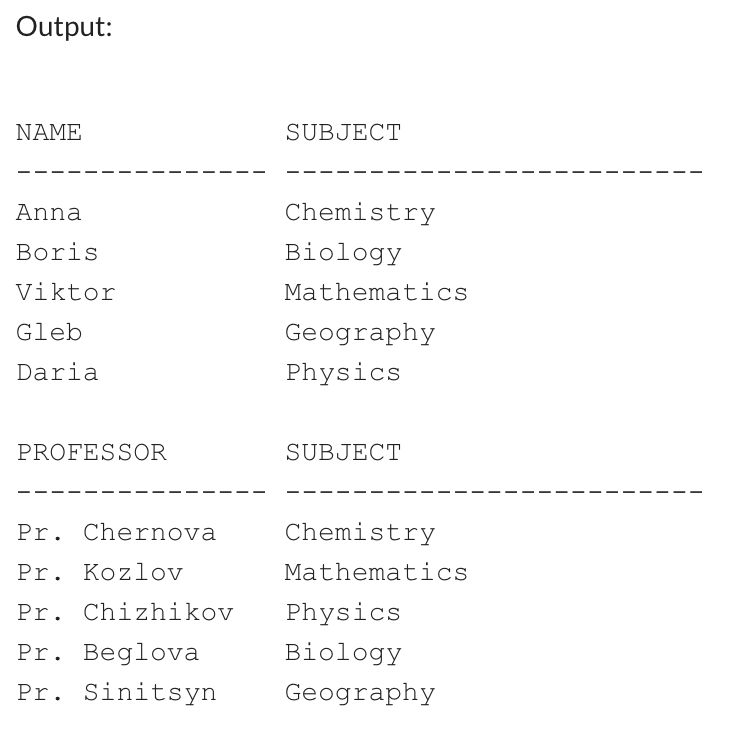 Output:
NAME            SUBJECT
--------------- -------------------------
Anna            Chemistry
Boris           Biology
Viktor          Mathematics
Gleb            Geography
Daria           Physics
PROFESSOR       SUBJECT
--------------- -------------------------
Pr. Chernova    Chemistry
Pr. Kozlov      Mathematics
Pr. Chizhikov   Physics
Pr. Beglova     Biology
Pr. Sinitsyn    Geography